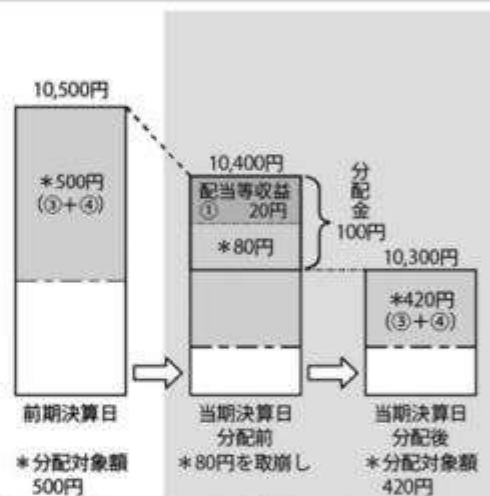 10,500円
*500円
(③+④)
前期決算日
*分配対象額
500円
10,400円
配当等収益
① 20円
*80円
分配金
100円
当期決算日
分配前
*80円を取崩し
10,300円
*420円
(③+④)
当期決算日
分配後
*分配対象額
420円